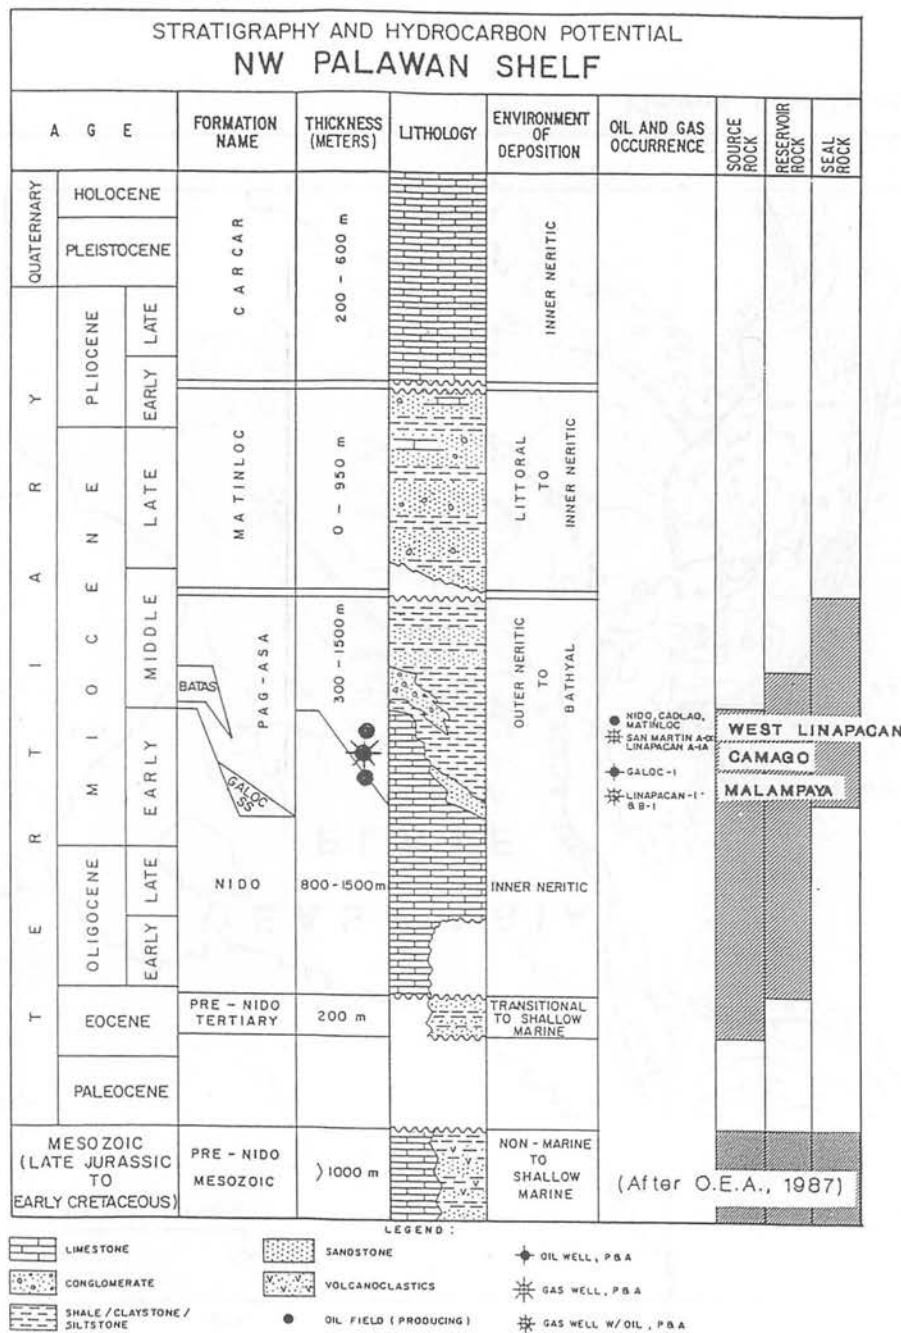 STRATIGRAPHY AND HYDROCARBON POTENTIAL
NW PALAWAN SHELF
A G E
FORMATION
NAME
THICKNESS
(METERS)
LITHOLOGY
ENVIRONMENT
OF
DEPOSITION
OIL AND GAS
OCCURRENCE
SOURCE
ROCK
RESERVOIR
ROCK
SEAL
ROCK
QUATERNARY
HOLOCENE
PLEISTOCENE
CARCAR
200 - 600 m
INNER NERITIC
TERTIARY
PLIOCENE
LATE
EARLY
MATINLOC
0 - 950 m
LITTORAL
TO
INNER NERITIC
MIOCENE
LATE
MIDDLE
EARLY
PAG-ASA
300-1500m
OUTER NERITIC
TO
BATHYAL
BATAS
GALOC
SS
NIDO, CADLAO,
MATINLOC
SAN MARTIN
LINAPACAN A-1A
GALOC-1
LINAPACAN-1
& B-1
WEST LINAPACAN
CAMAGO
MALAMPAYA
OLIGOCENE
LATE
EARLY
NIDO
800-1500m
INNER NERITIC
EOCENE
PRE - NIDO
TERTIARY
200 m
TRANSITIONAL
TO SHALLOW
MARINE
PALEOCENE
MESOZOIC
(LATE JURASSIC
TO
EARLY CRETACEOUS)
PRE - NIDO
MESOZOIC
>1000 m
NON - MARINE
TO
SHALLOW
MARINE
(After O.E.A., 1987)
LEGEND :
LIMESTONE
SANDSTONE
OIL WELL, P&A
CONGLOMERATE
VOLCANOCLASTICS
GAS WELL, P&A
SHALE / CLAYSTONE /
SILTSTONE
OIL FIELD (PRODUCING)
GAS WELL W/OIL, P&A